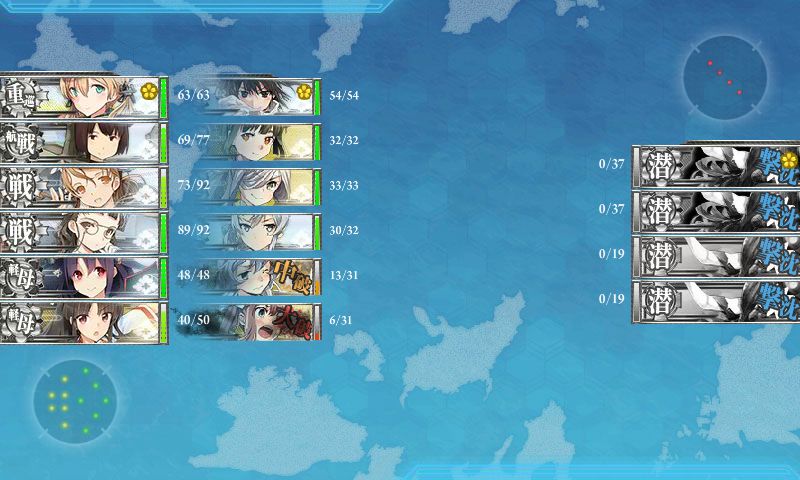 重巡 63/63 54/54
航戦 69/77 32/32
戦 73/92 33/33
戦 89/92 30/32
軽母 48/48 中破 13/31
軽母 40/50 大破 6/31
0/37 潜 撃沈
0/37 潜 撃沈
0/19 潜 撃沈
0/19 潜 撃沈